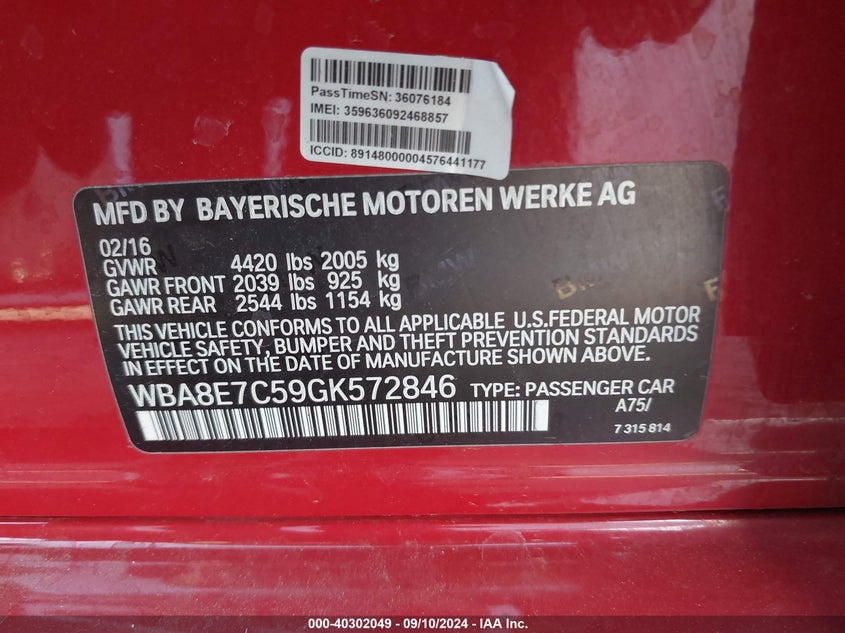 PassTimeSN: 36076184
IMEI: 359636092468857
ICCID: 89148000004576441177
MFD BY BAYERISCHE MOTOREN WERKE AG
02/16
GVWR 4420 lbs 2005 kg
GAWR FRONT 2039 lbs 925 kg
GAWR REAR 2544 lbs 1154 kg
THIS VEHICLE CONFORMS TO ALL APPLICABLE U.S.FEDERAL MOTOR
VEHICLE SAFETY, BUMPER AND THEFT PREVENTION STANDARDS
IN EFFECT ON THE DATE OF MANUFACTURE SHOWN ABOVE.
WBA8E7C59GK572846 TYPE: PASSENGER CAR
A75/
7 315 814
000-40302049 - 09/10/2024 - IAA Inc.